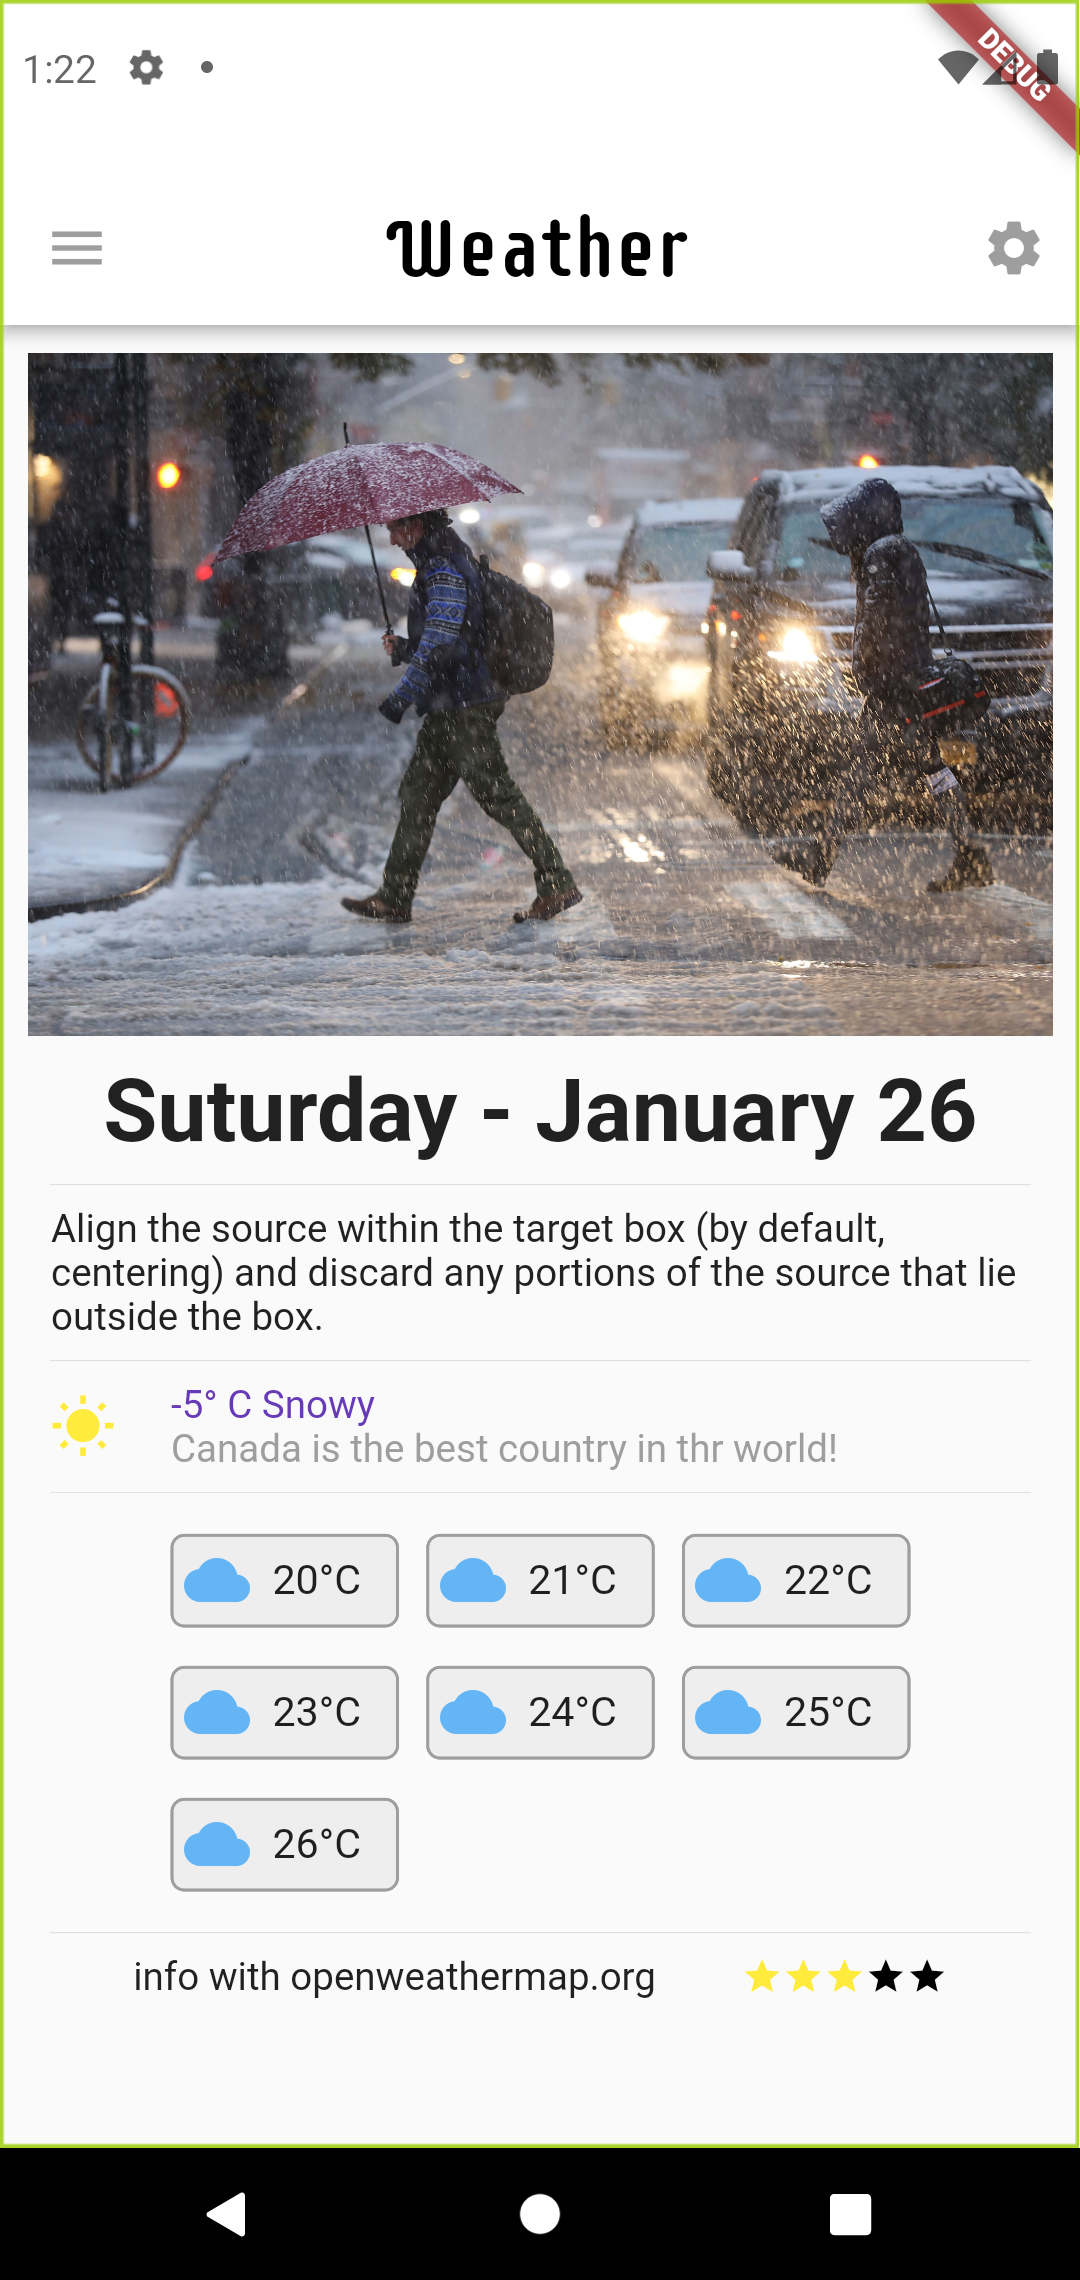 1:22
DEBUG
Weather
Suturday - January 26
Align the source within the target box (by default,
centering) and discard any portions of the source that lie
outside the box.
-5° C Snowy
Canada is the best country in thr world!
20°C 21°C 22°C
23°C 24°C 25°C
26°C
info with openweathermap.org